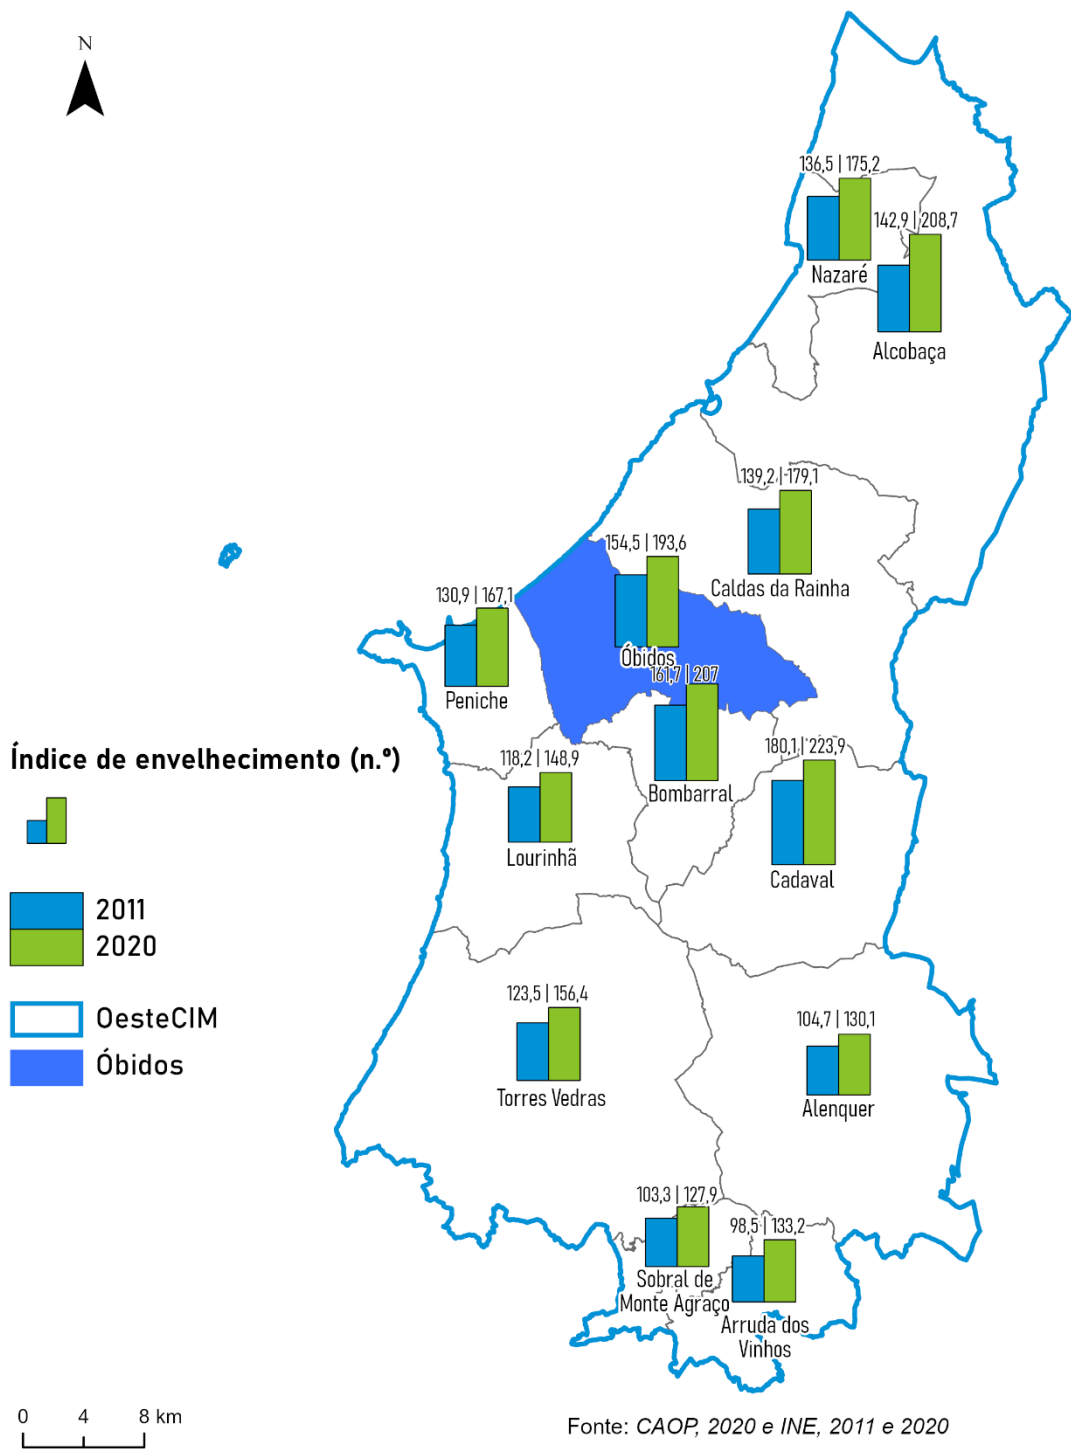 N
136,5 | 175,2
142,9 | 208,7
Nazaré
Alcobaça
139,2 | 179,1
Caldas da Rainha
154,5 | 193,6
Óbidos
130,9 | 167,1
Peniche
161,7 | 207
Bombarral
Índice de envelhecimento (n.º)
118,2 | 148,9
Lourinhã
180,1 | 223,9
Cadaval
2011
2020
OesteCIM
Óbidos
123,5 | 156,4
Torres Vedras
104,7 | 130,1
Alenquer
103,3 | 127,9
Sobral de
Monte Agraço
98,5 | 133,2
Arruda dos
Vinhos
0 4 8 km
Fonte: CAOP, 2020 e INE, 2011 e 2020